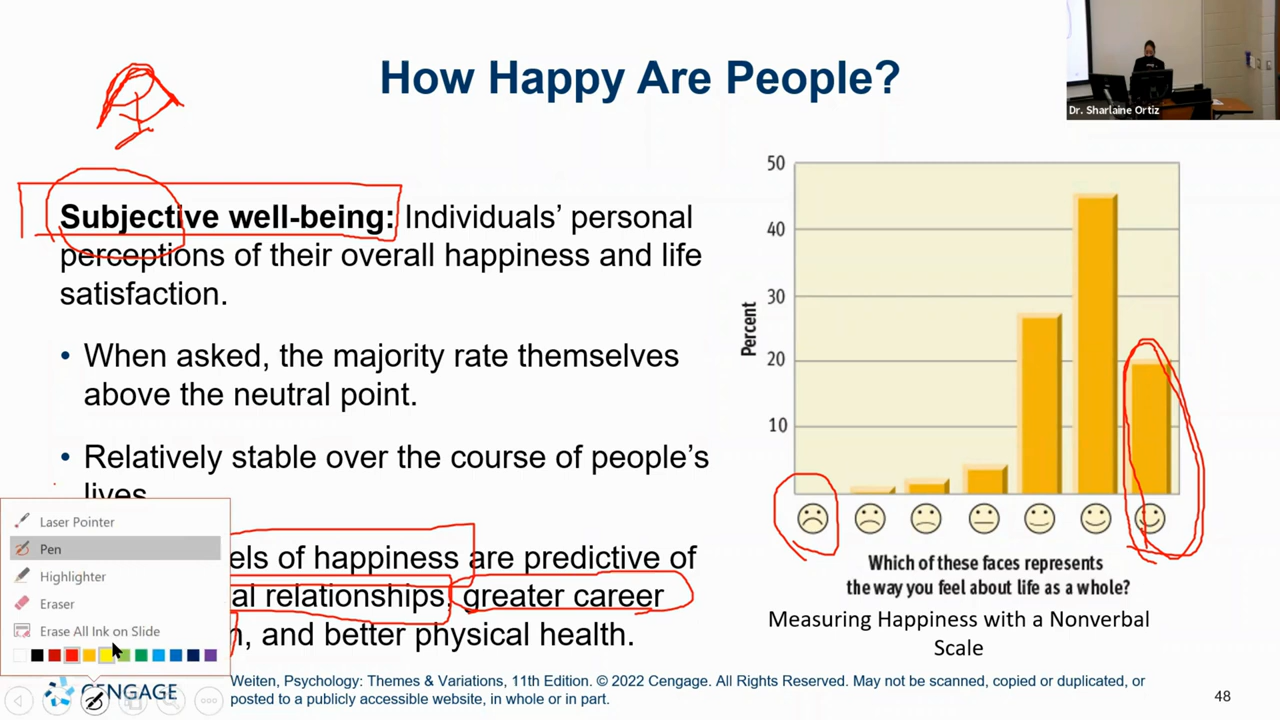 How Happy Are People?
Dr. Sharlaine Ortiz
Subjective well-being: Individuals' personal
perceptions of their overall happiness and life
satisfaction.
• When asked, the majority rate themselves
above the neutral point.
• Relatively stable over the course of people's
lives
els of happiness are predictive of
al relationships, greater career
n, and better physical health.
Laser Pointer
Pen
Highlighter
Eraser
Erase All Ink on Slide
50
40
30
20
10
Percent
Which of these faces represents
the way you feel about life as a whole?
Measuring Happiness with a Nonverbal
Scale
CENGAGE
Weiten, Psychology: Themes & Variations, 11th Edition. © 2022 Cengage. All Rights Reserved. May not be scanned, copied or duplicated, or
posted to a publicly accessible website, in whole or in part.
48